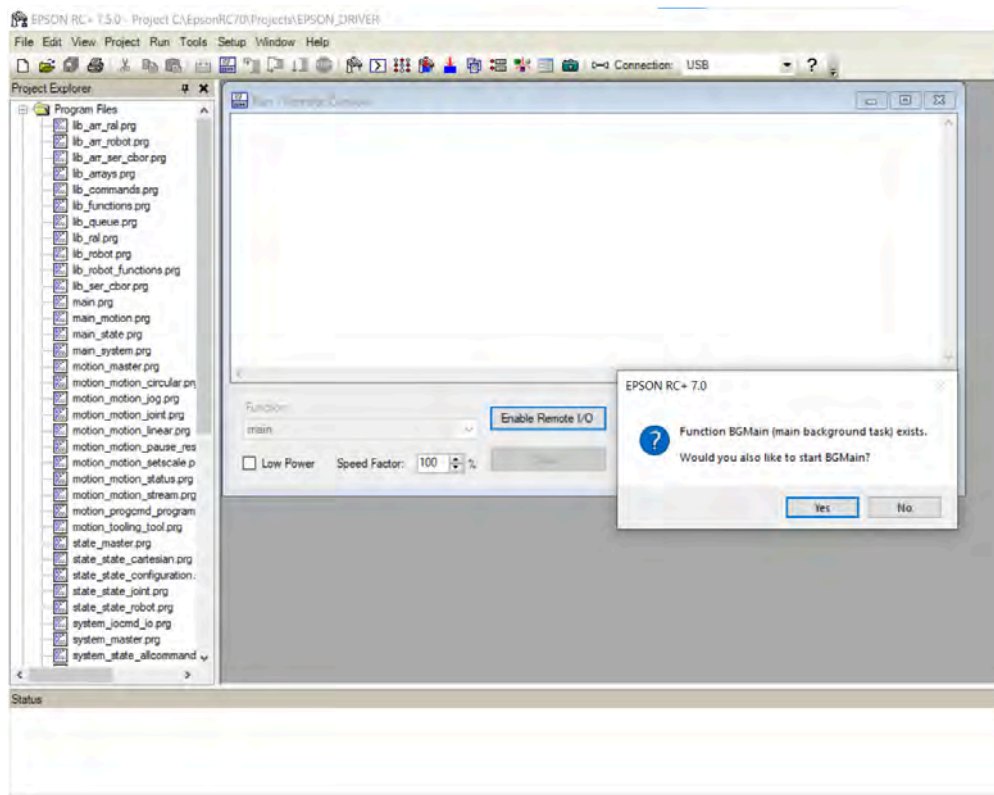 EPSON RC+ 7.5.0 - Project C:\EpsonRC70\Projects\EPSON_DRIVER
File Edit View Project Run Tools Setup Window Help
Connection: USB
?
Project Explorer
Program Files
lib_arr_ral.prg
lib_arr_robot.prg
lib_arr_ser_cbor.prg
lib_arrays.prg
lib_commands.prg
lib_functions.prg
lib_queue.prg
lib_ral.prg
lib_robot.prg
lib_robot_functions.prg
lib_ser_cbor.prg
main.prg
main_motion.prg
main_state.prg
main_system.prg
motion_master.prg
motion_motion_circular.prg
motion_motion_jog.prg
motion_motion_joint.prg
motion_motion_linear.prg
motion_motion_pause_res
motion_motion_setscale.p
motion_motion_status.prg
motion_motion_stream.prg
motion_progcmd_program
motion_tooling_tool.prg
state_master.prg
state_state_cartesian.prg
state_state_configuration.
state_state_joint.prg
state_state_robot.prg
system_iocmd_io.prg
system_master.prg
system_state_allcommand
Function:
main
Enable Remote I/O
Low Power Speed Factor: 100 %
EPSON RC+ 7.0
Function BGMain (main background task) exists.
Would you also like to start BGMain?
Yes No
Status